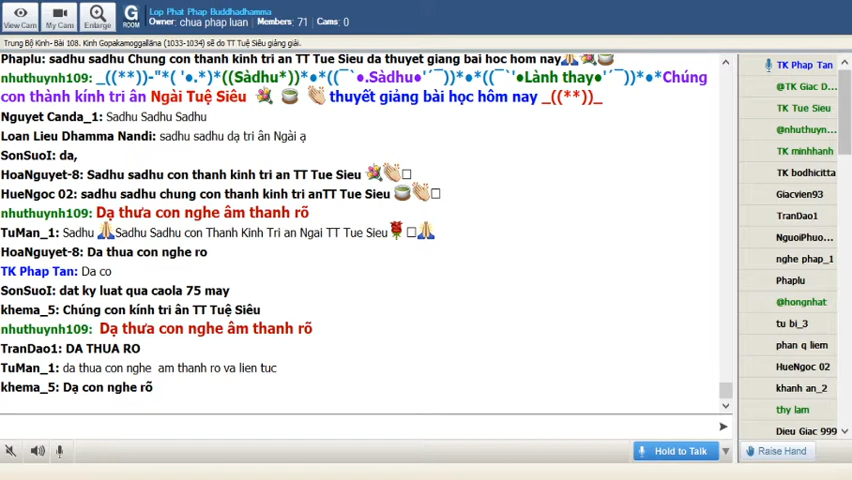 Lop Phat Phap Buddhadhamma
Owner: chua phap luan Members: 71 Cams: 0
View Cam
My Cam
Enlarge
G
ROOM
Trung Bộ Kinh- Bài 108. Kinh Gopakamoggallāna (1033-1034) sẽ do TT Tuệ Siêu giảng giải.
Phaplu: sadhu sadhu Chung con thanh kinh tri an TT Tue Sieu da thuyet giang bai hoc hom nay
nhuthuynh109: _((**))-"*( '●.*)*((Sàdhu*))*●*((¯`●.Sàdhu●'´¯))*●*((¯`'●Lành thay●'´¯))*●*Chúng
con thành kính tri ân Ngài Tuệ Siêu thuyết giảng bài học hôm nay _((**))_
Nguyet Canda_1: Sadhu Sadhu Sadhu
Loan Lieu Dhamma Nandi: sadhu sadhu dạ tri ân Ngài ạ
SonSuoI: da,
HoaNguyet-8: Sadhu sadhu con thanh kinh tri an TT Tue Sieu
HueNgoc 02: sadhu sadhu chung con thanh kinh tri anTT Tue Sieu
nhuthuynh109: Dạ thưa con nghe âm thanh rõ
TuMan_1: Sadhu Sadhu Sadhu con Thanh Kinh Tri an Ngai TT Tue Sieu
HoaNguyet-8: Da thua con nghe ro
TK Phap Tan: Da co
SonSuoI: dat ky luat qua caola 75 may
khema_5: Chúng con kính tri ân TT Tuệ Siêu
nhuthuynh109: Dạ thưa con nghe âm thanh rõ
TranDao1: DA THUA RO
TuMan_1: da thua con nghe am thanh ro va lien tuc
khema_5: Dạ con nghe rõ
Hold to Talk
TK Phap Tan
@TK Giac D...
TK Tue Sieu
@nhuthuyn...
TK minhhanh
TK bodhicitta
Giacvien93
TranDao1
NguoiPhuo...
nghe phap_1
Phaplu
@hongnhat
tu bi_3
phan q liem
HueNgoc 02
khanh an_2
thy lam
Dieu Giac 999
Raise Hand